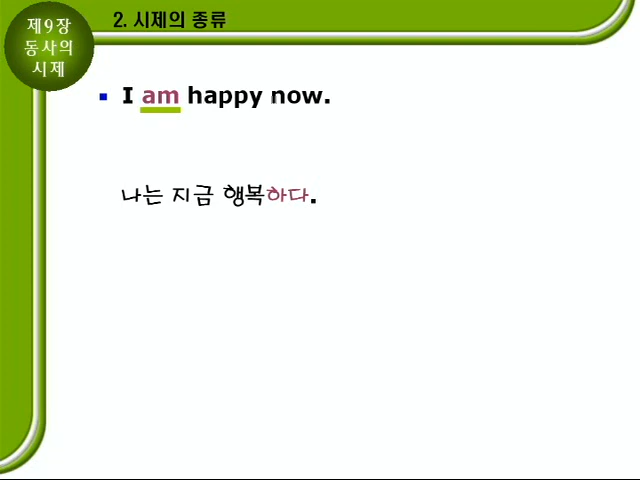 제9장
동사의
시제
2. 시제의 종류
I am happy now.
나는 지금 행복하다.